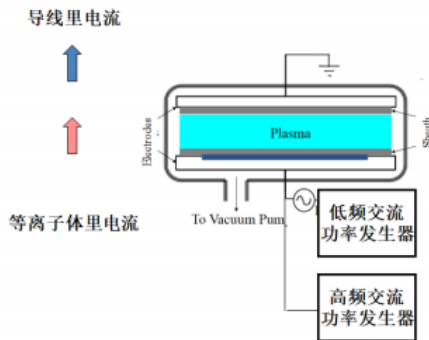 导线里电流
Electrodes
Plasma
Sheath
等离子体里电流
To Vacuum Pump
低频交流
功率发生器
高频交流
功率发生器